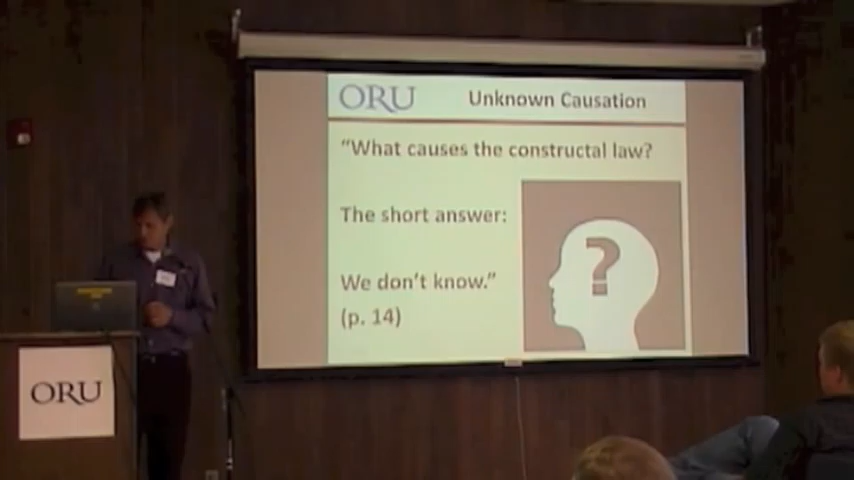 ORU Unknown Causation
"What causes the constructal law?
The short answer:
?
We don't know."
(p. 14)
ORU